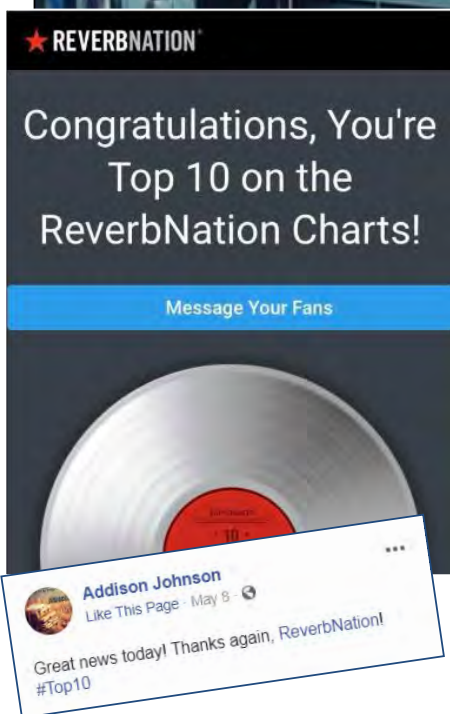 REVERBNATION
Congratulations, You're
Top 10 on the
ReverbNation Charts!
Message Your Fans
10
Addison Johnson
Like This Page · May 8 ·
Great news today! Thanks again, ReverbNation!
#Top10